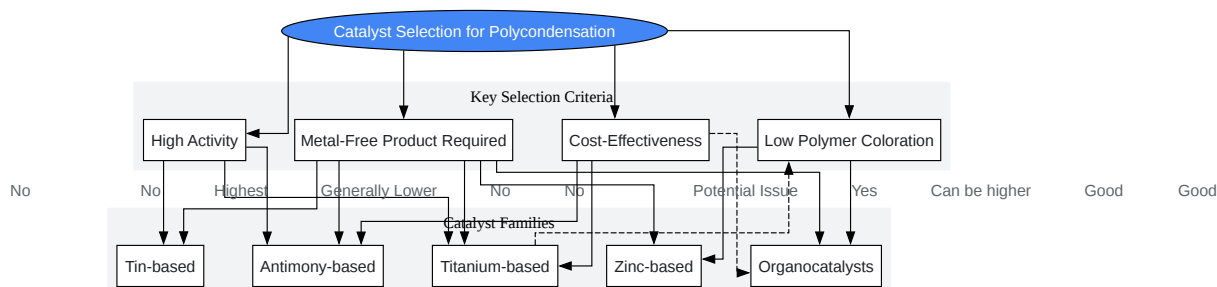 Catalyst Selection for Polycondensation
Key Selection Criteria
High Activity
Metal-Free Product Required
Cost-Effectiveness
Low Polymer Coloration
No
No
Highest
Generally Lower
No
No
Potential Issue
Yes
Can be higher
Good
Good
Catalyst Families
Tin-based
Antimony-based
Titanium-based
Zinc-based
Organocatalysts